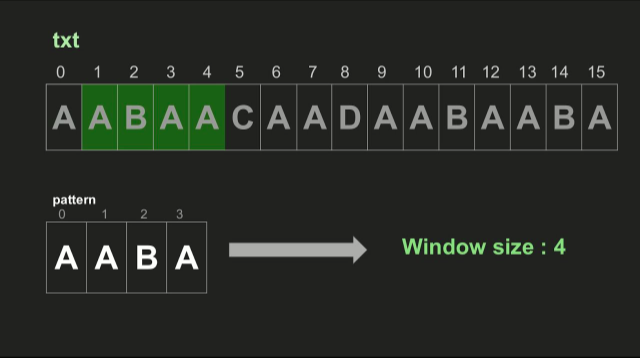 txt
0 1 2 3 4 5 6 7 8 9 10 11 12 13 14 15
A A B A A C A A D A A B A A B A
pattern
0 1 2 3
A A B A
Window size : 4